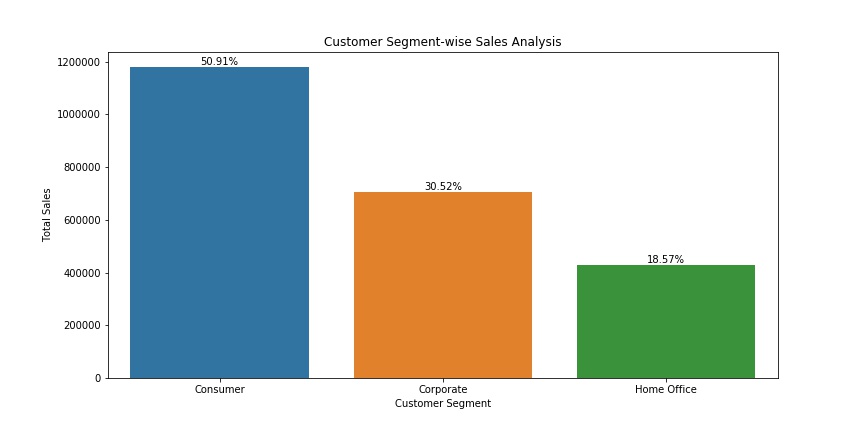 Customer Segment-wise Sales Analysis
1200000
1000000
800000
600000
400000
200000
0
Total Sales
50.91%
30.52%
18.57%
Consumer
Corporate
Home Office
Customer Segment